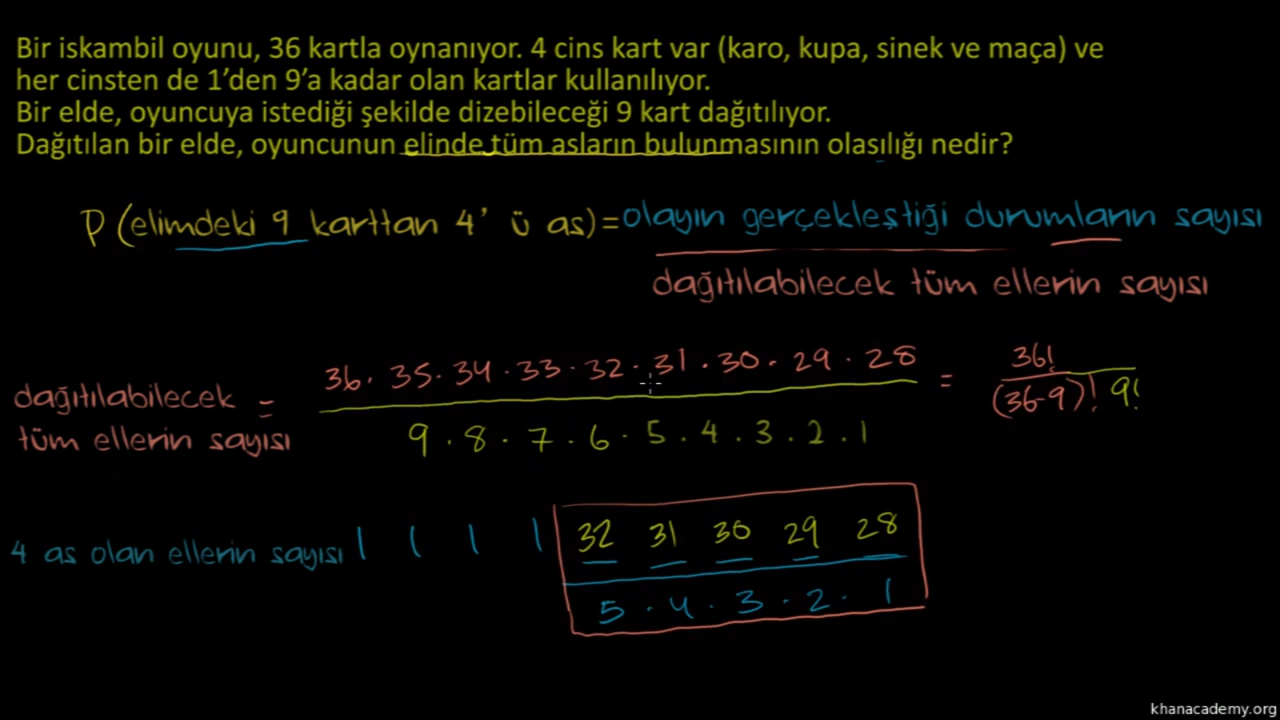 Bir iskambil oyunu, 36 kartla oynanıyor. 4 cins kart var (karo, kupa, sinek ve maça) ve
her cinsten de 1'den 9'a kadar olan kartlar kullanılıyor.
Bir elde, oyuncuya istediği şekilde dizebileceği 9 kart dağıtılıyor.
Dağıtılan bir elde, oyuncunun elinde tüm asların bulunmasının olasılığı nedir?
P (elimdeki 9 karttan 4' ü as) = olayın gerçekleştiği durumların sayısı
dağıtılabilecek tüm ellerin sayısı
dağıtılabilecek tüm ellerin sayısı = 36 . 35 . 34 . 33 . 32 . 31 . 30 . 29 . 28 = 36!
9 . 8 . 7 . 6 . 5 . 4 . 3 . 2 . 1 (36-9)! 9!
4 as olan ellerin sayısı 1 1 1 1 32 31 30 29 28
5 . 4 . 3 . 2 . 1
khanacademy.org